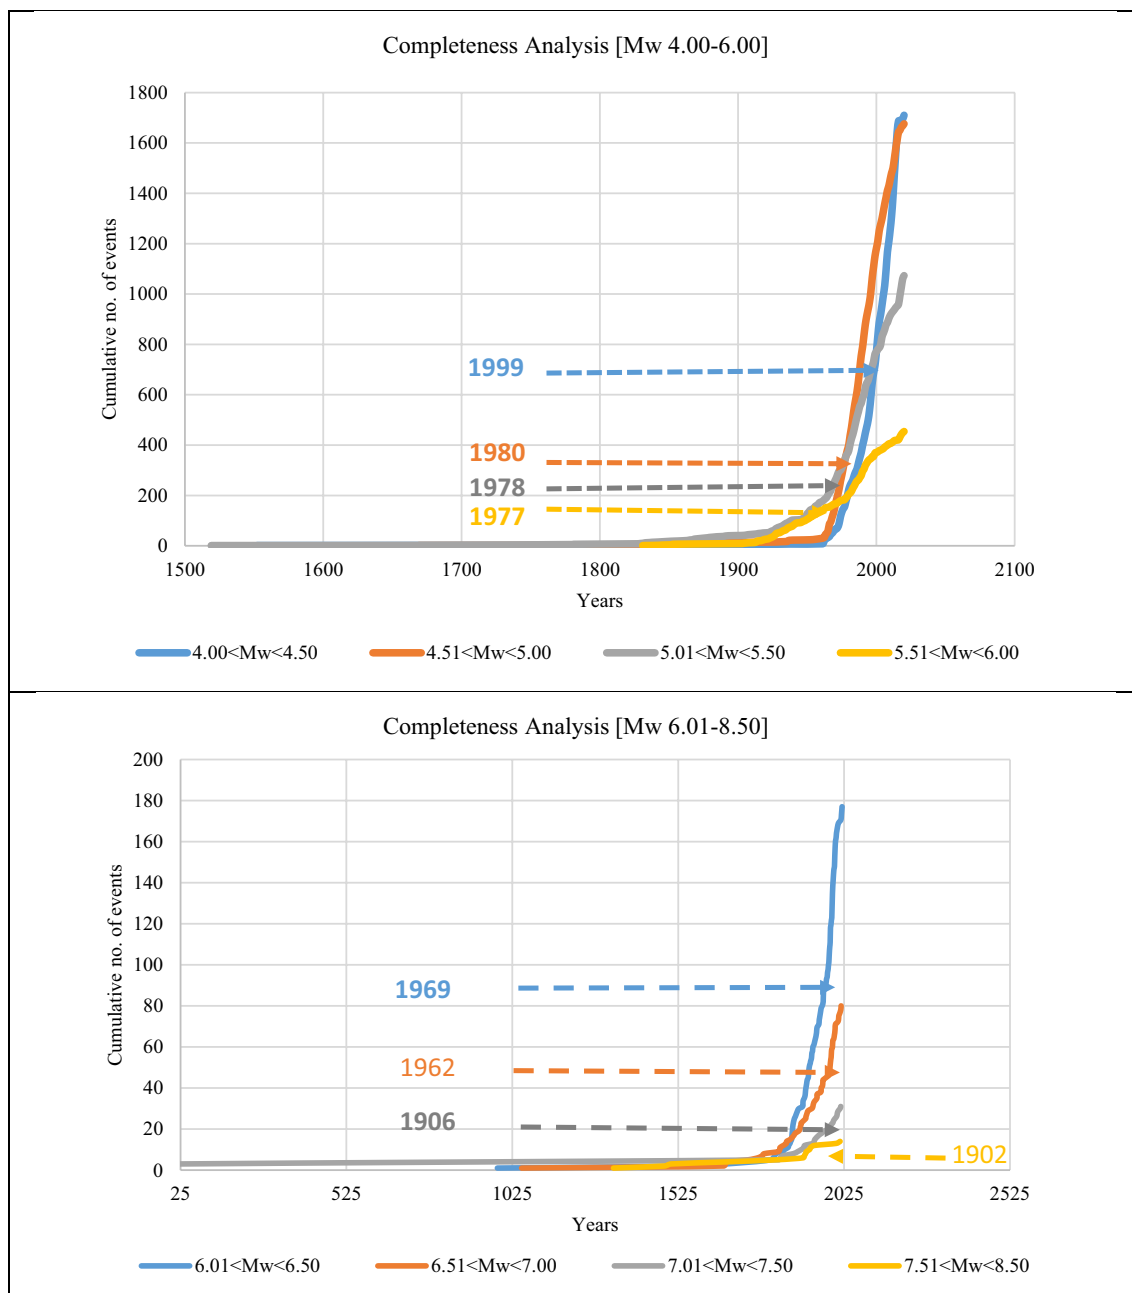 Completeness Analysis [Mw 4.00-6.00]
1800
1600
1400
1200
1000
800
600
400
200
0
Cumulative no. of events
1999
1980
1978
1977
1500 1600 1700 1800 1900 2000 2100
Years
4.00<Mw<4.50 4.51<Mw<5.00 5.01<Mw<5.50 5.51<Mw<6.00
Completeness Analysis [Mw 6.01-8.50]
200
180
160
140
120
100
80
60
40
20
0
Cumulative no. of events
1969
1962
1906
1902
25 525 1025 1525 2025 2525
Years
6.01<Mw<6.50 6.51<Mw<7.00 7.01<Mw<7.50 7.51<Mw<8.50